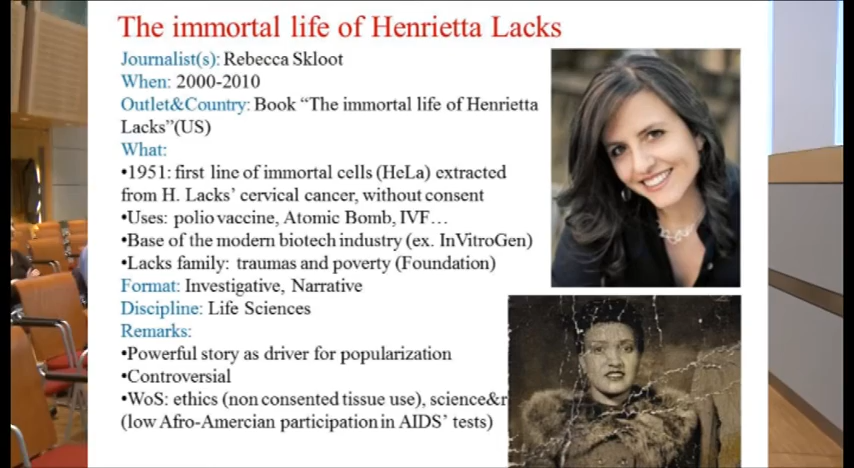 The immortal life of Henrietta Lacks
Journalist(s): Rebecca Skloot
When: 2000-2010
Outlet&Country: Book “The immortal life of Henrietta
Lacks”(US)
What:
•1951: first line of immortal cells (HeLa) extracted
from H. Lacks’ cervical cancer, without consent
•Uses: polio vaccine, Atomic Bomb, IVF…
•Base of the modern biotech industry (ex. InVitroGen)
•Lacks family: traumas and poverty (Foundation)
Format: Investigative, Narrative
Discipline: Life Sciences
Remarks:
•Powerful story as driver for popularization
•Controversial
•WoS: ethics (non consented tissue use), science&r
(low Afro-Amercian participation in AIDS’ tests)